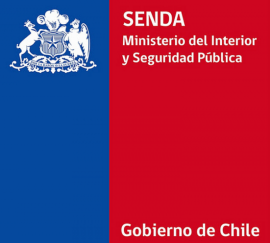 SENDA
Ministerio del Interior
y Seguridad Pública
Gobierno de Chile